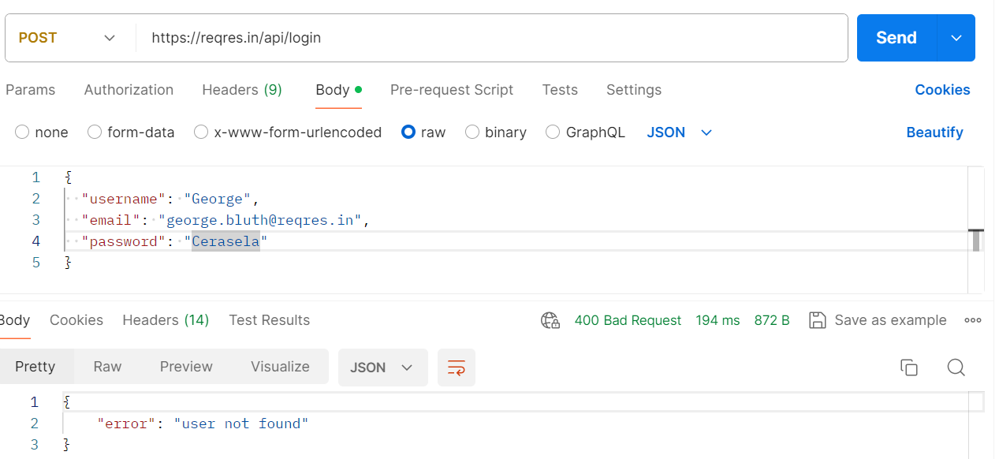 POST https://reqres.in/api/login Send
Params Authorization Headers (9) Body Pre-request Script Tests Settings Cookies
none form-data x-www-form-urlencoded raw binary GraphQL JSON Beautify
1 {
2 "username": "George",
3 "email": "george.bluth@reqres.in",
4 "password": "Cerasela"
5 }
Body Cookies Headers (14) Test Results 400 Bad Request 194 ms 872 B Save as example
Pretty Raw Preview Visualize JSON
1 {
2 "error": "user not found"
3 }